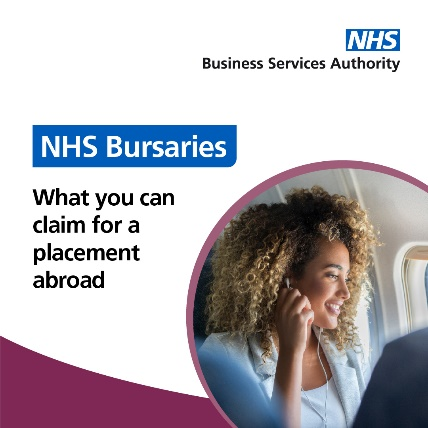 NHS
Business Services Authority
NHS Bursaries
What you can
claim for a
placement
abroad